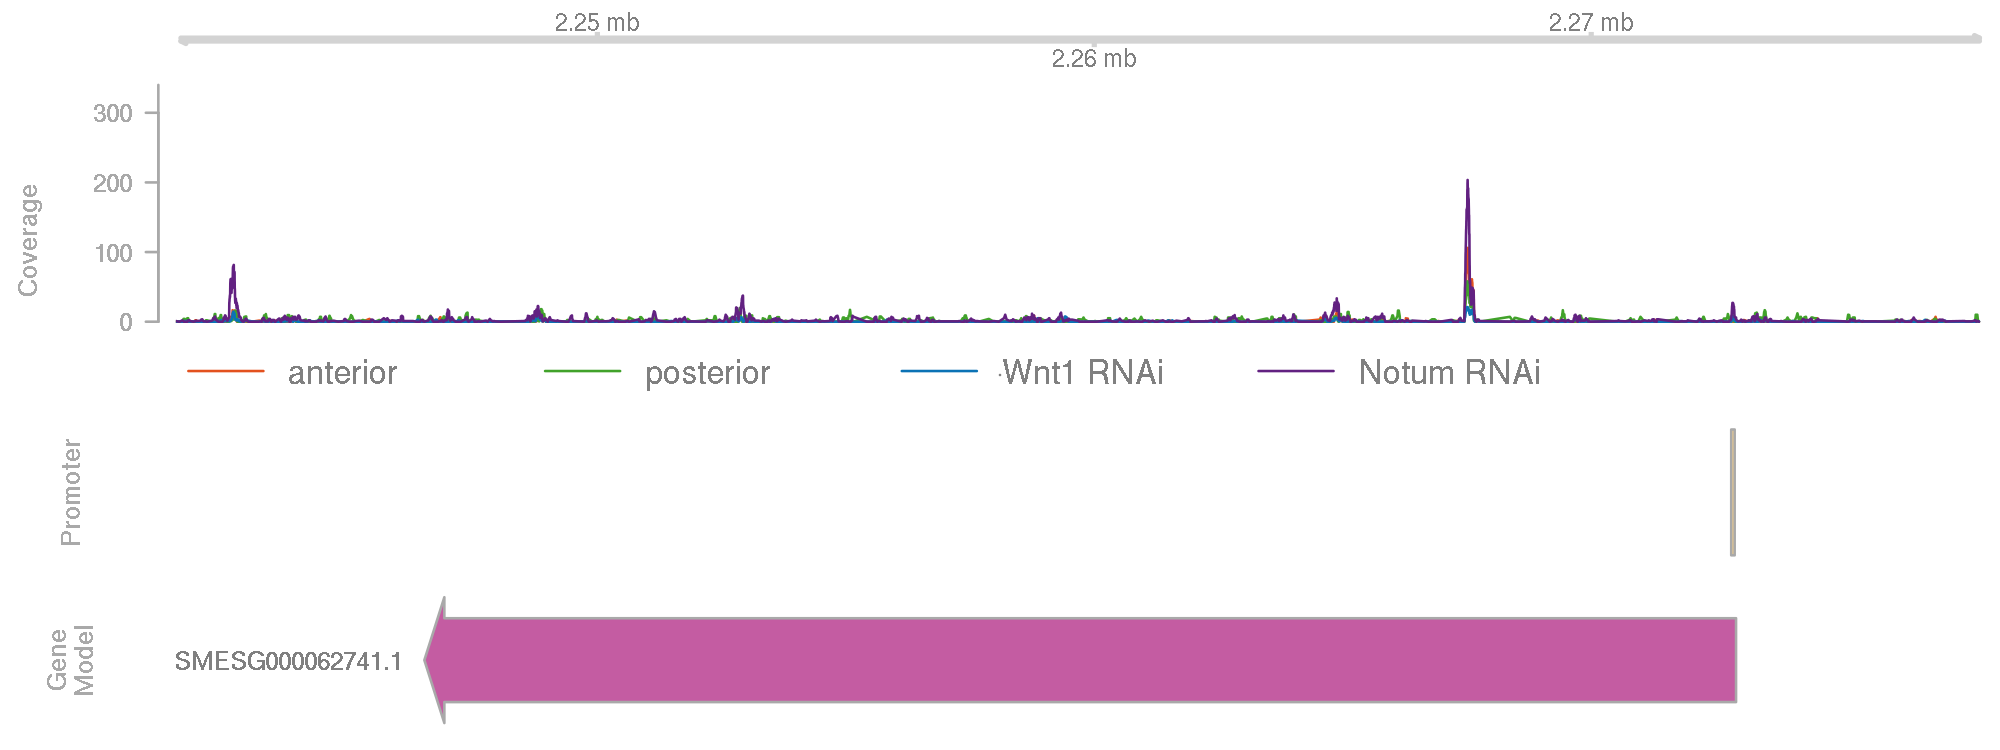 2.25 mb
2.27 mb
2.26 mb
300
200
100
0
Coverage
anterior posterior Wnt1 RNAi Notum RNAi
Promoter
Gene
Model
SMESG000062741.1